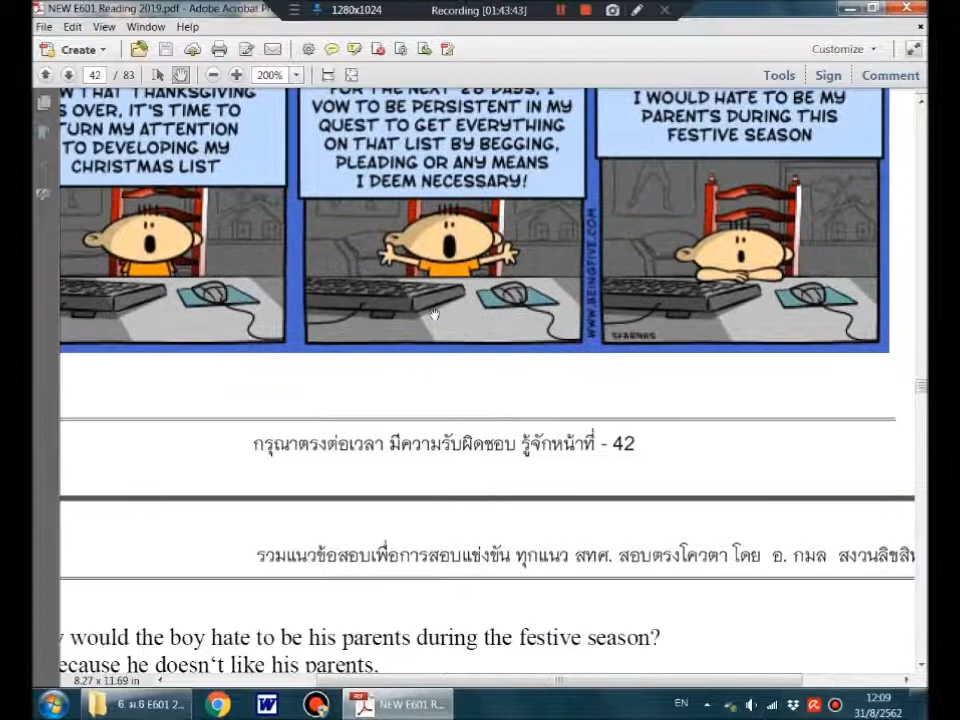 NEW E601 Reading 2019.pdf - Adobe Acrobat Pr
1280x1024
Recording [01:43:43]
File Edit View Window Help
Create
Customize
42 / 83
200%
Tools Sign Comment
THANKSGIVING
S OVER, IT'S TIME TO
TURN MY ATTENTION
TO DEVELOPING MY
CHRISTMAS LIST
FOR THE NEXT 28 DAYS, I
VOW TO BE PERSISTENT IN MY
QUEST TO GET EVERYTHING
ON THAT LIST BY BEGGING,
PLEADING OR ANY MEANS
I DEEM NECESSARY!
I WOULD HATE TO BE MY
PARENTS DURING THIS
FESTIVE SEASON
WWW.BEINGFIVE.COM
SFARNAS
กรุณาตรงต่อเวลา มีความรับผิดชอบ รู้จักหน้าที่ - 42
รวมแนวข้อสอบเพื่อการสอบแข่งขัน ทุกแนว สทศ. สอบตรงโควตา โดย อ. กมล สงวนลิขสิ
y would the boy hate to be his parents during the festive season?
ecause he doesn't like his parents.
8.27 x 11.69 in
6. ม.6 E601 2...
NEW E601 R...
EN
12:09
31/8/2562